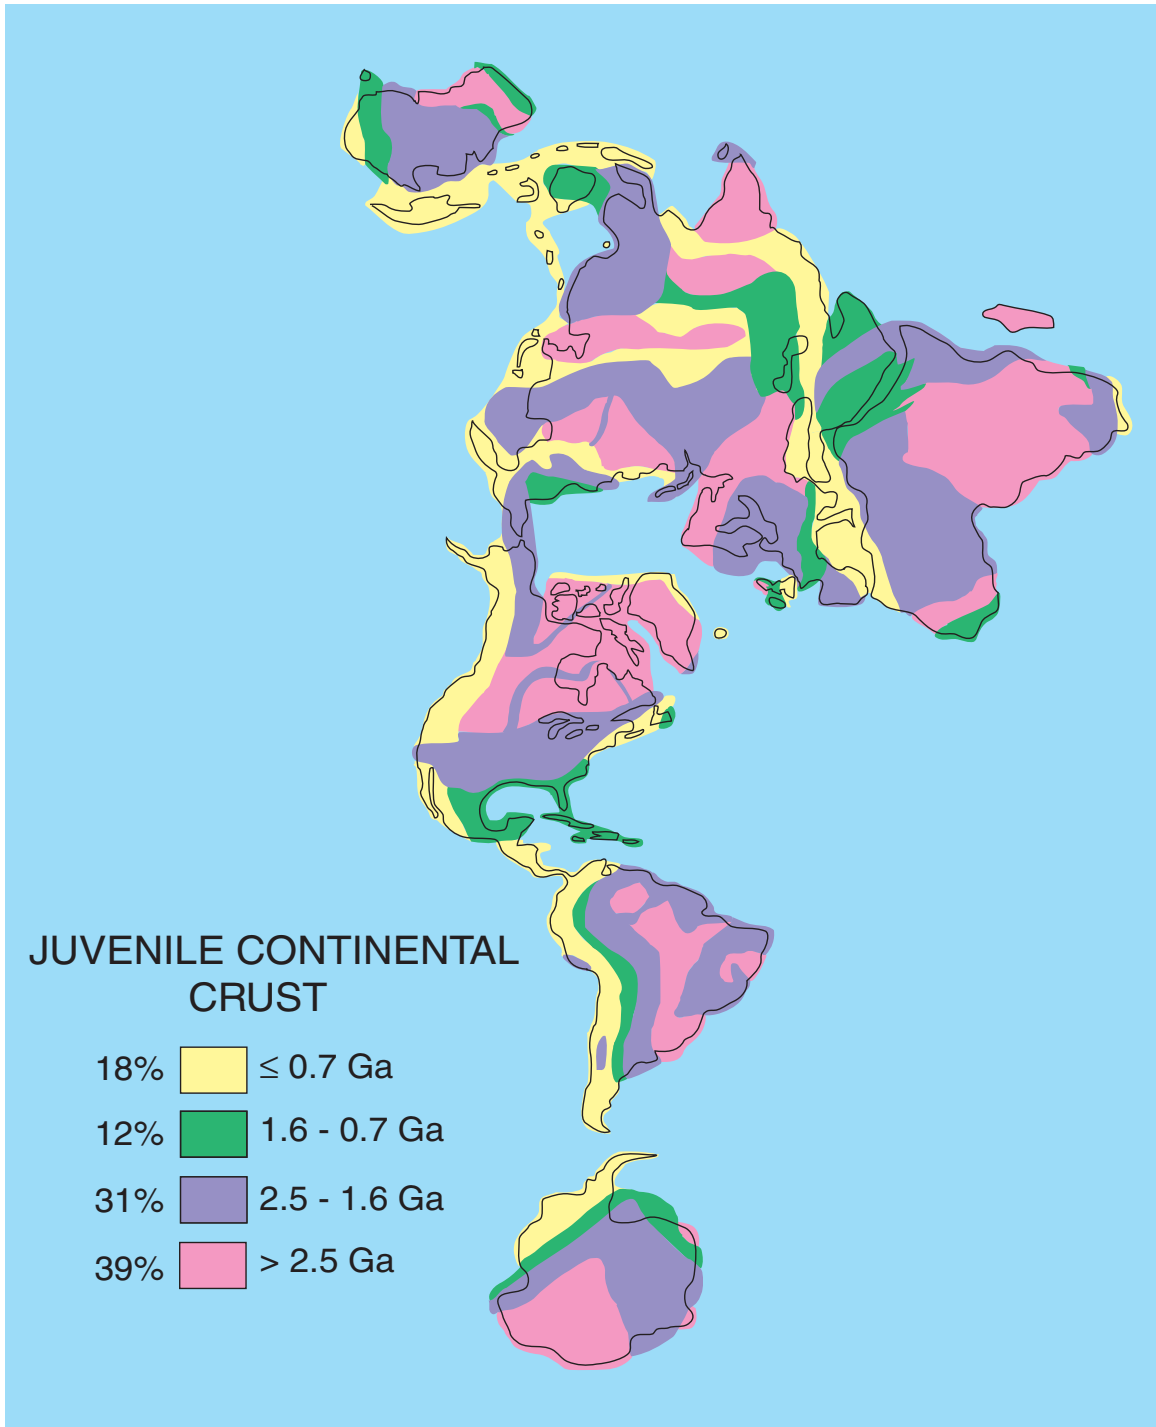 JUVENILE CONTINENTAL
CRUST
18% ≤ 0.7 Ga
12% 1.6 - 0.7 Ga
31% 2.5 - 1.6 Ga
39% > 2.5 Ga